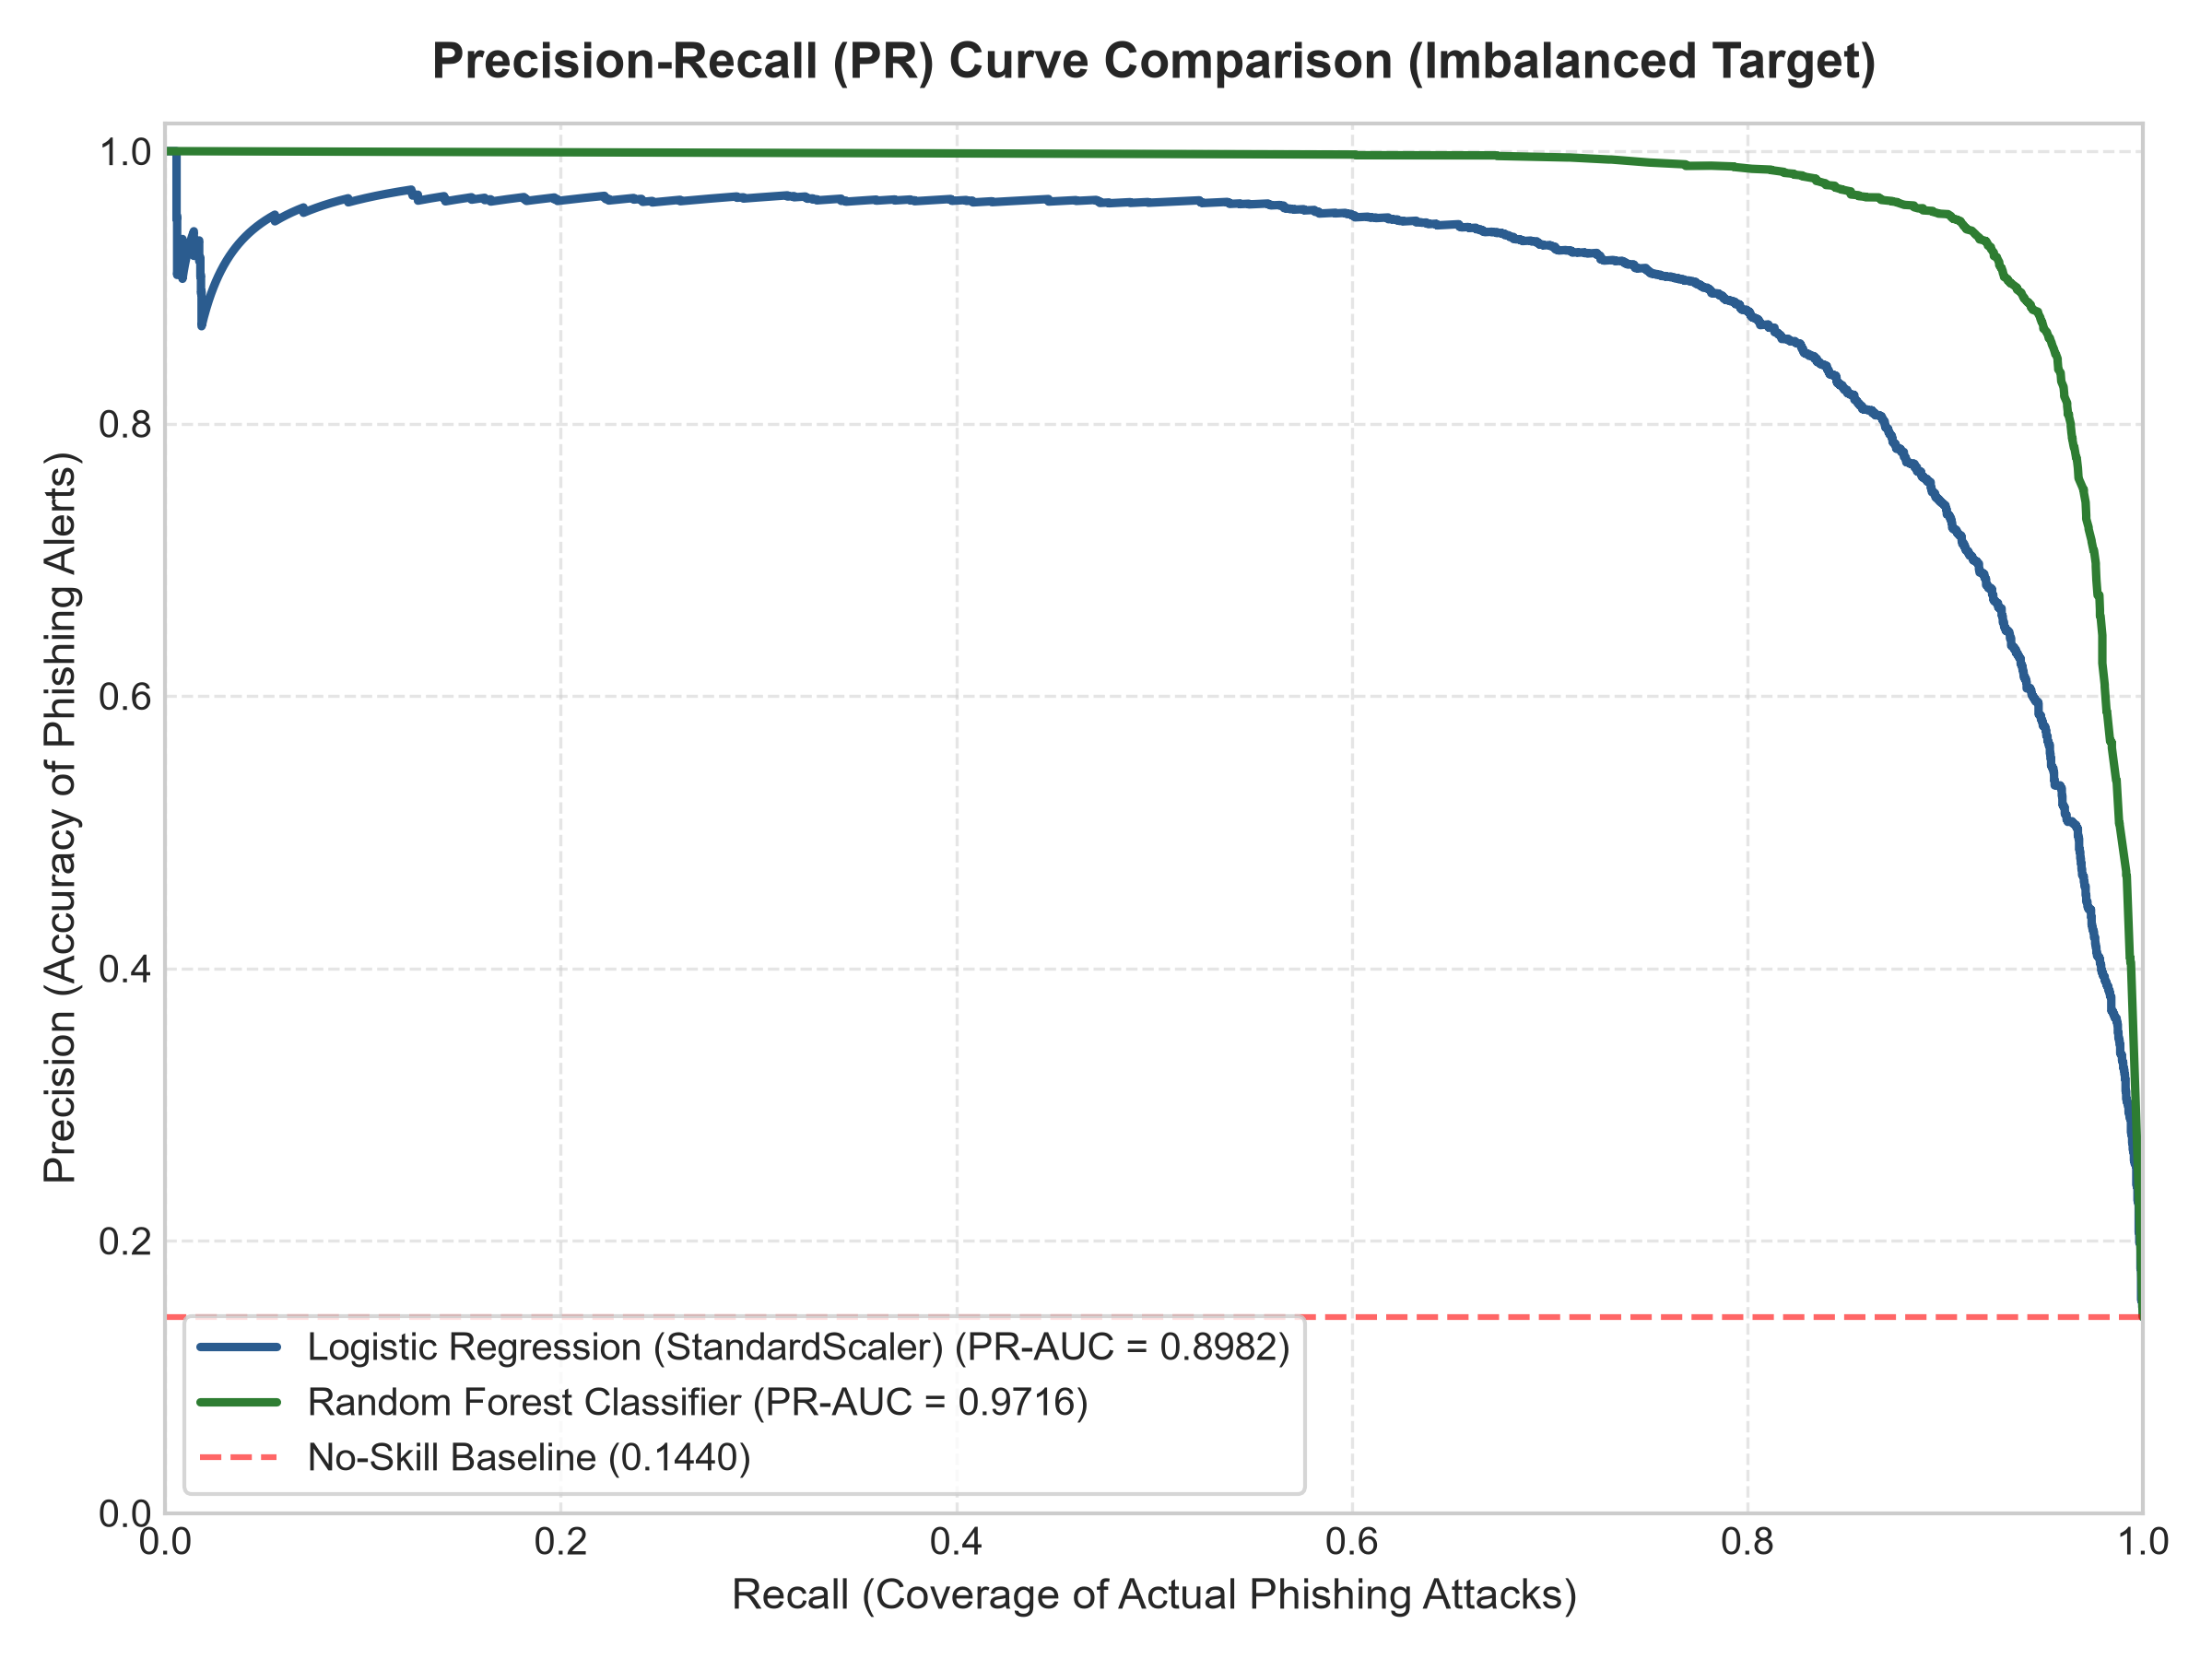 Precision-Recall (PR) Curve Comparison (Imbalanced Target)
Precision (Accuracy of Phishing Alerts)
1.0
0.8
0.6
0.4
0.2
0.0
Logistic Regression (StandardScaler) (PR-AUC = 0.8982)
Random Forest Classifier (PR-AUC = 0.9716)
No-Skill Baseline (0.1440)
0.0 0.2 0.4 0.6 0.8 1.0
Recall (Coverage of Actual Phishing Attacks)